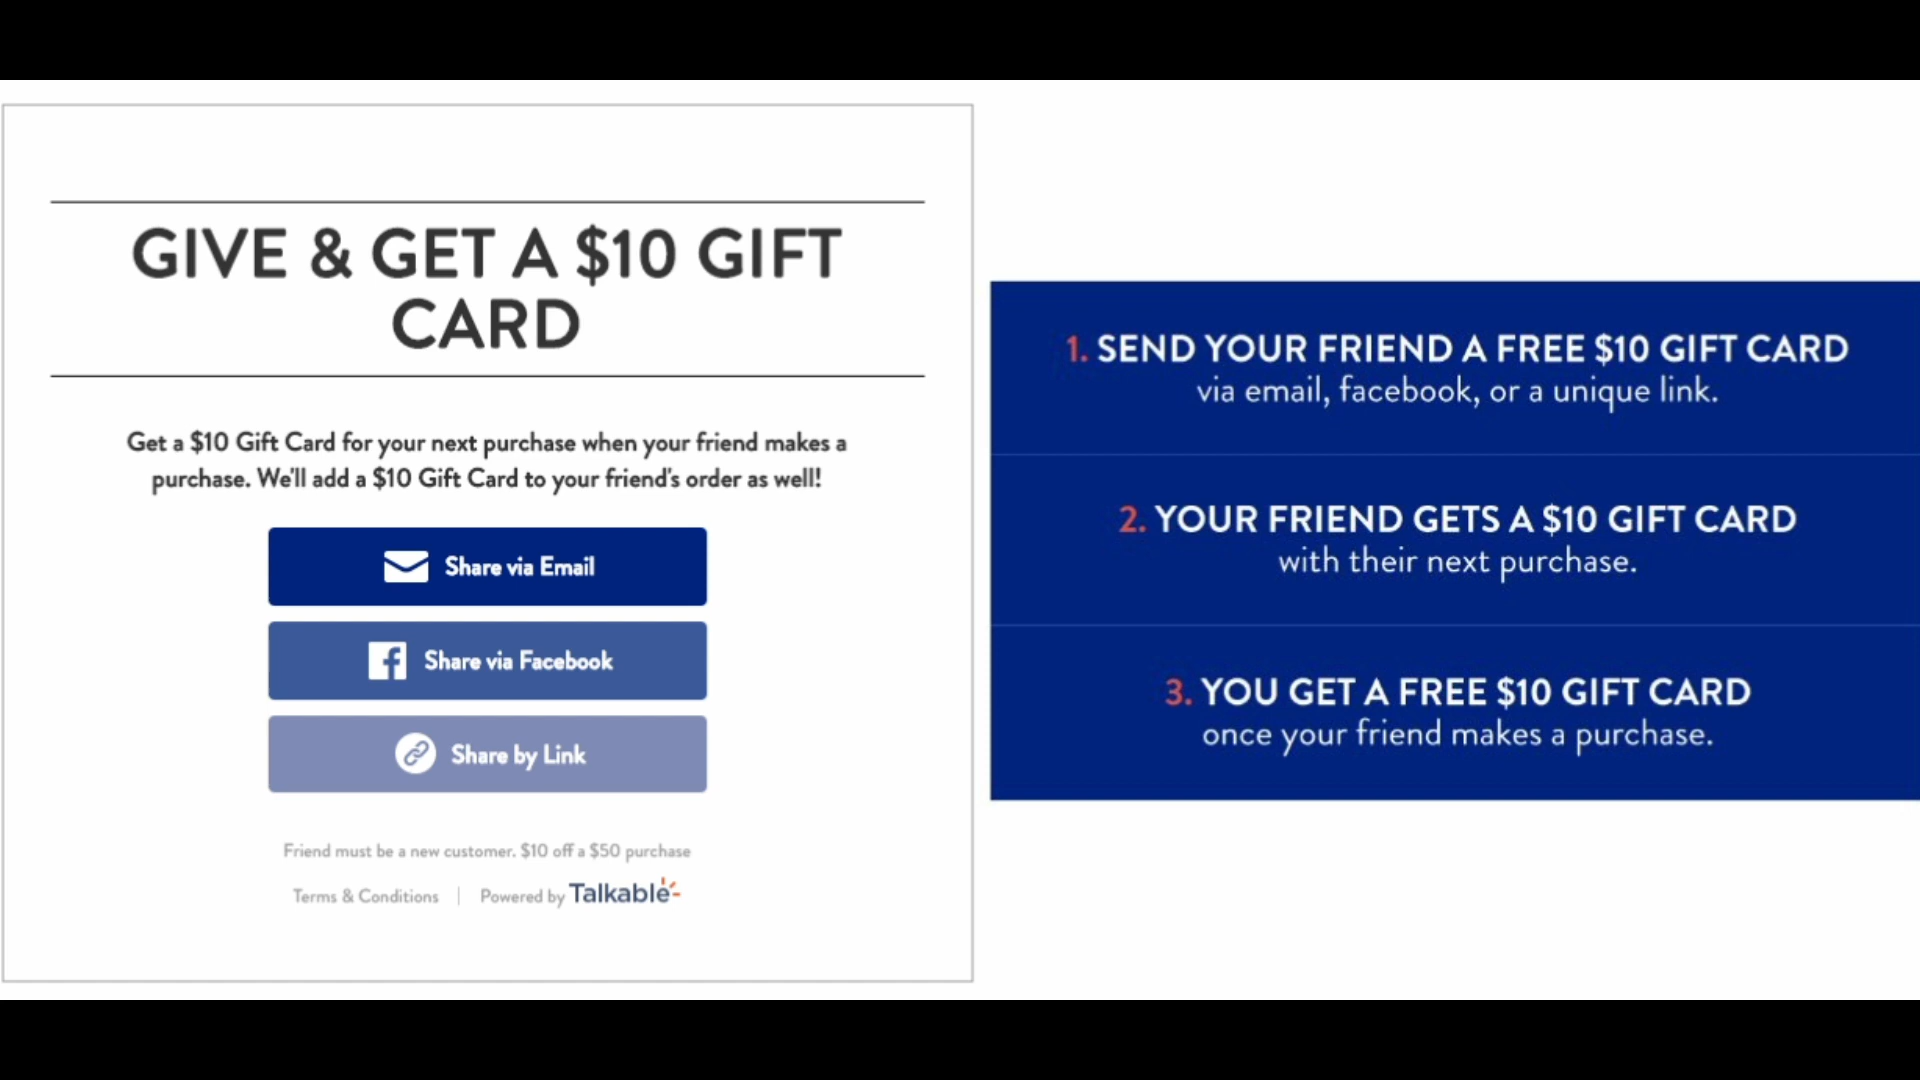 GIVE & GET A $10 GIFT
CARD
Get a $10 Gift Card for your next purchase when your friend makes a
purchase. We'll add a $10 Gift Card to your friend's order as well!
Share via Email
Share via Facebook
Share by Link
Friend must be a new customer. $10 off a $50 purchase
Terms & Conditions | Powered by Talkable
1. SEND YOUR FRIEND A FREE $10 GIFT CARD
via email, facebook, or a unique link.
2. YOUR FRIEND GETS A $10 GIFT CARD
with their next purchase.
3. YOU GET A FREE $10 GIFT CARD
once your friend makes a purchase.